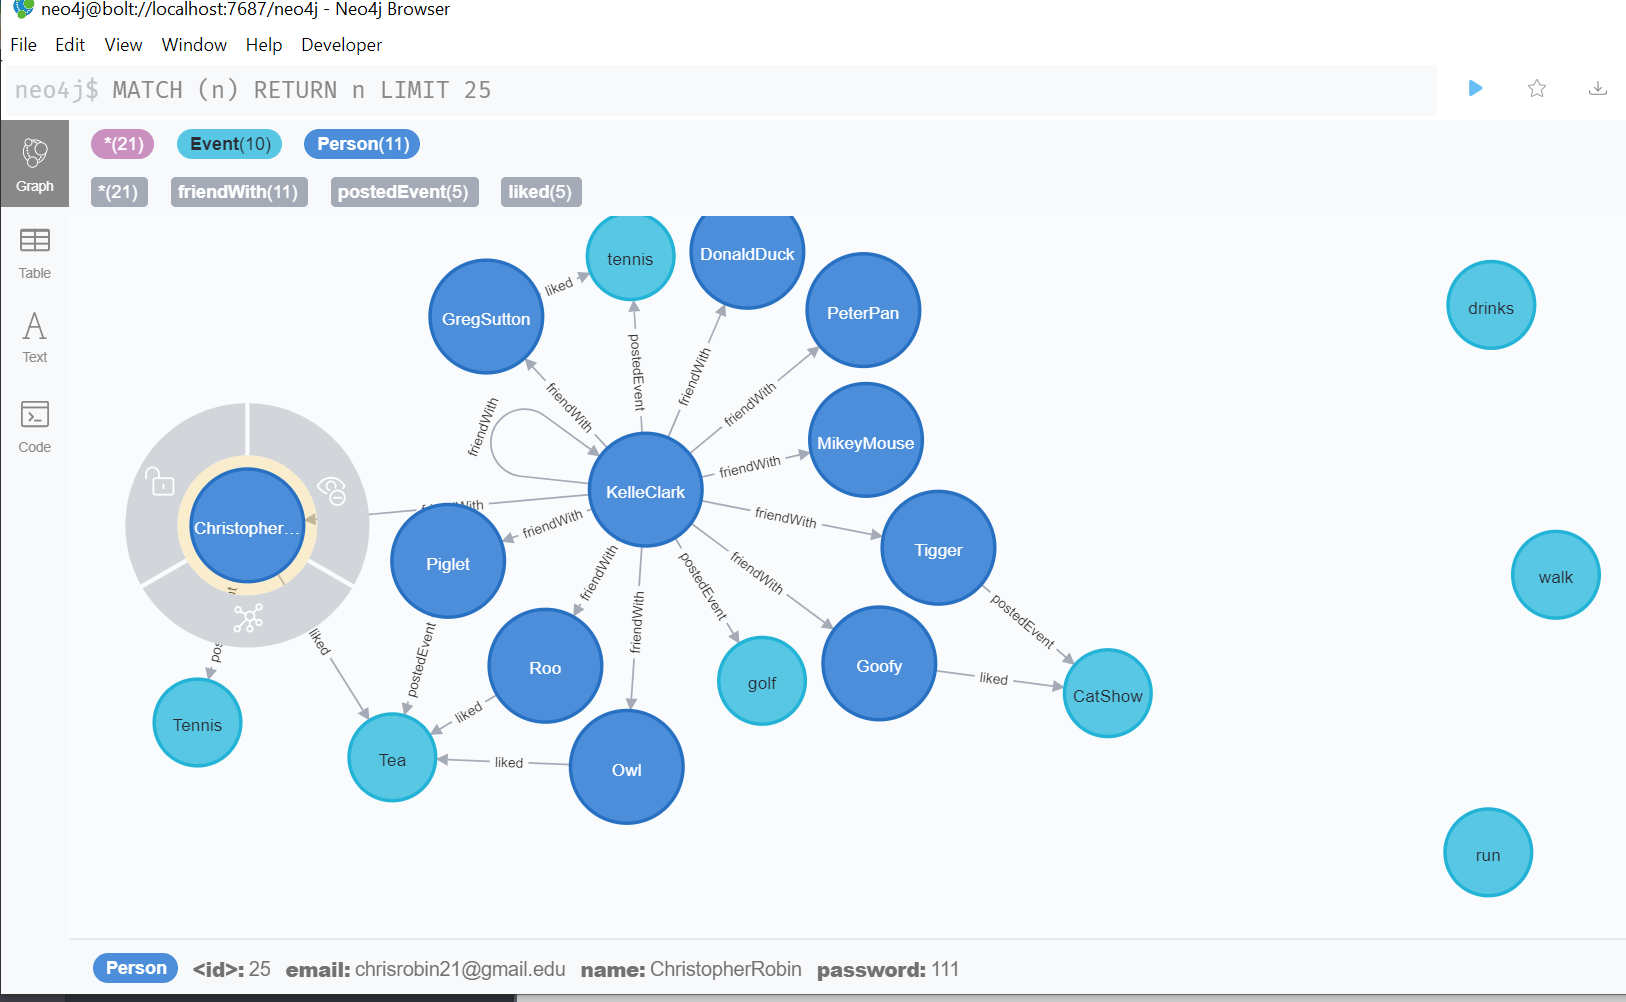 neo4j@bolt://localhost:7687/neo4j - Neo4j Browser
File Edit View Window Help Developer
neo4j$ MATCH (n) RETURN n LIMIT 25
*(21) Event(10) Person(11)
*(21) friendWith(11) postedEvent(5) liked(5)
Graph
Table
Text
Code
tennis
DonaldDuck
liked
GregSutton
PeterPan
drinks
postedEvent
friendWith
friendWith
friendWith
friendWith
MikeyMouse
friendWith
KelleClark
Christopher...
friendWith
friendWith
Tigger
Piglet
friendWith
postedEvent
friendWith
walk
friendWith
postedEvent
liked
postedEvent
Roo
golf
Goofy
liked
CatShow
Tennis
liked
Tea
liked
Owl
run
Person <id>: 25 email: chrisrobin21@gmail.edu name: ChristopherRobin password: 111